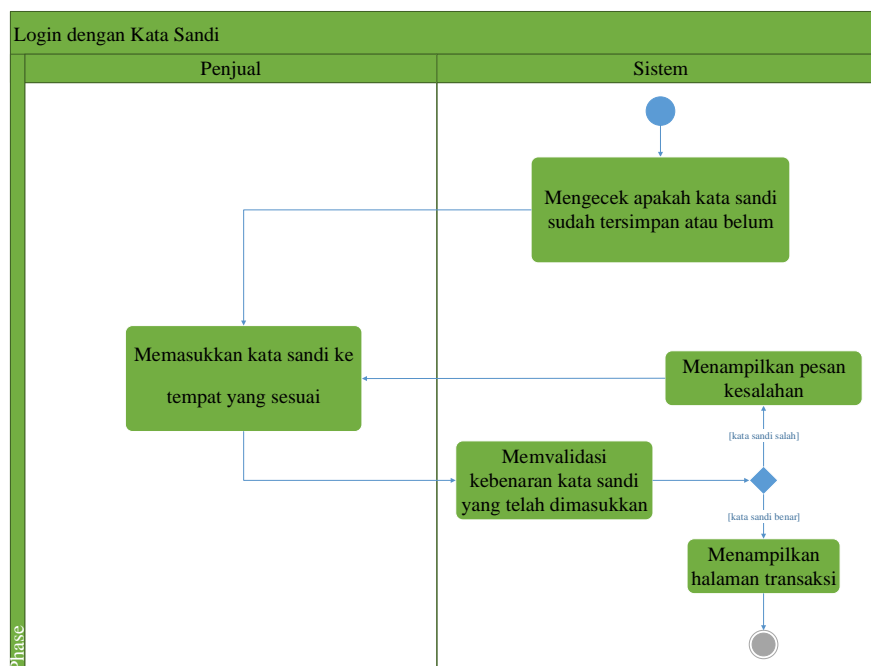 Login dengan Kata Sandi
Penjual
Sistem
Mengecek apakah kata sandi
sudah tersimpan atau belum
Memasukkan kata sandi ke
tempat yang sesuai
Menampilkan pesan
kesalahan
[kata sandi salah]
Memvalidasi
kebenaran kata sandi
yang telah dimasukkan
[kata sandi benar]
Menampilkan
halaman transaksi
Phase